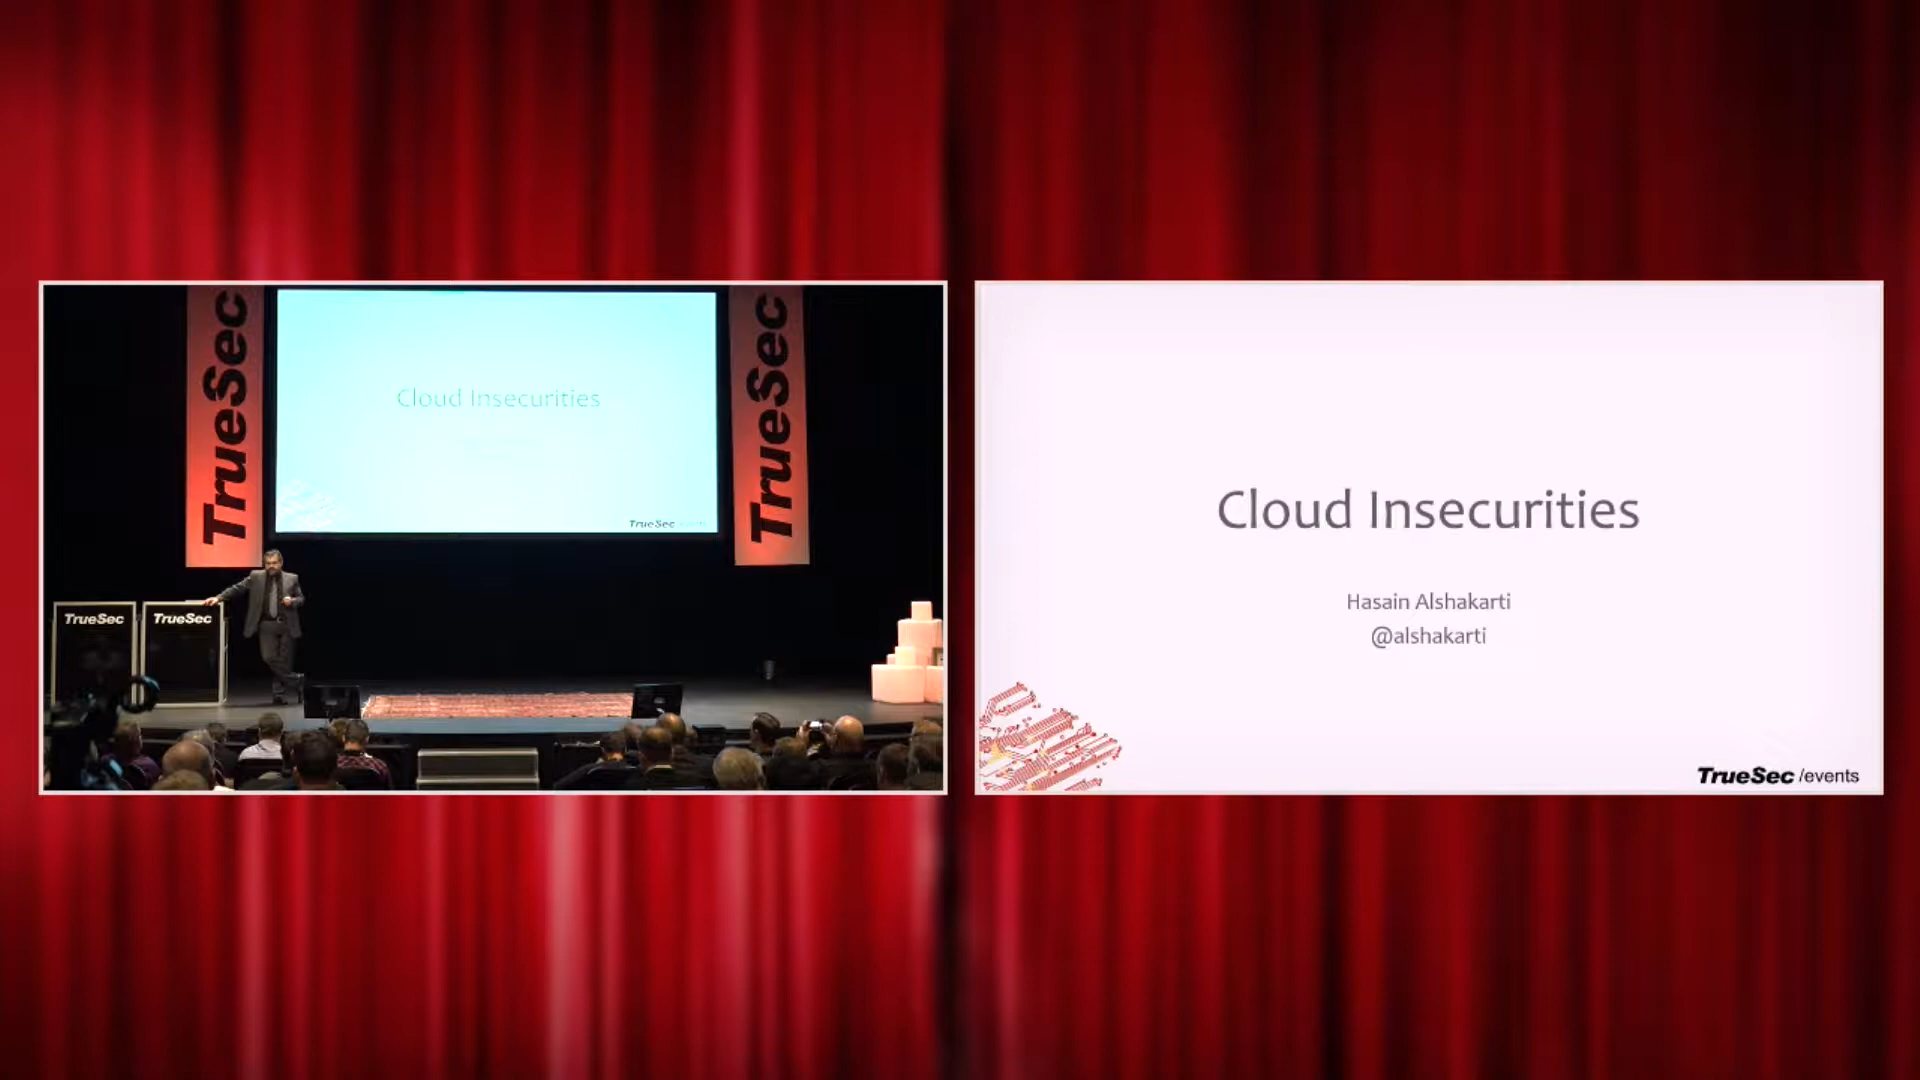 TrueSec
Cloud Insecurities
TrueSec
TrueSec
TrueSec
TrueSec
Cloud Insecurities
Hasain Alshakarti
@alshakarti
TrueSec /events